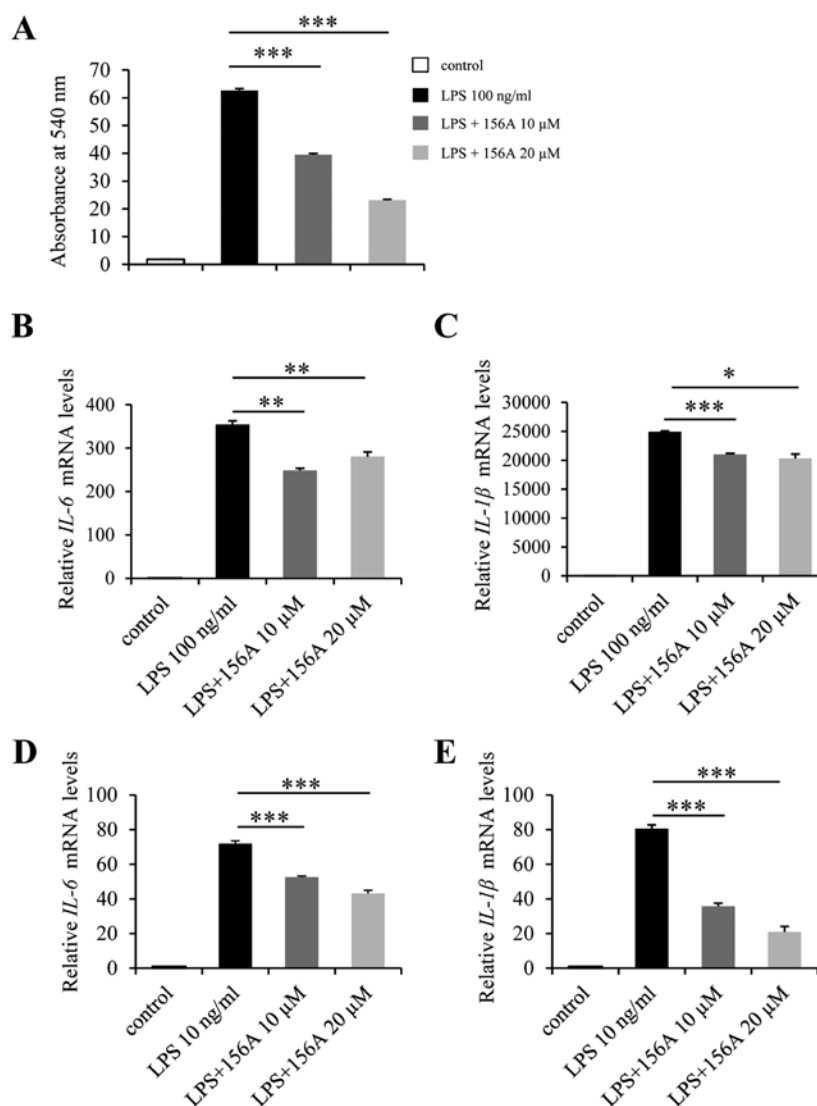 A
***
***
Absorbance at 540 nm
70
60
50
40
30
20
10
0
control
LPS 100 ng/ml
LPS + 156A 10 µM
LPS + 156A 20 µM
B
**
**
Relative IL-6 mRNA levels
400
300
200
100
0
control
LPS 100 ng/ml
LPS+156A 10 µM
LPS+156A 20 µM
C
*
***
Relative IL-1β mRNA levels
30000
25000
20000
15000
10000
5000
0
control
LPS 100 ng/ml
LPS+156A 10 µM
LPS+156A 20 µM
D
***
***
Relative IL-6 mRNA levels
100
80
60
40
20
0
control
LPS 10 ng/ml
LPS+156A 10 µM
LPS+156A 20 µM
E
***
***
Relative IL-1β mRNA levels
100
80
60
40
20
0
control
LPS 10 ng/ml
LPS+156A 10 µM
LPS+156A 20 µM